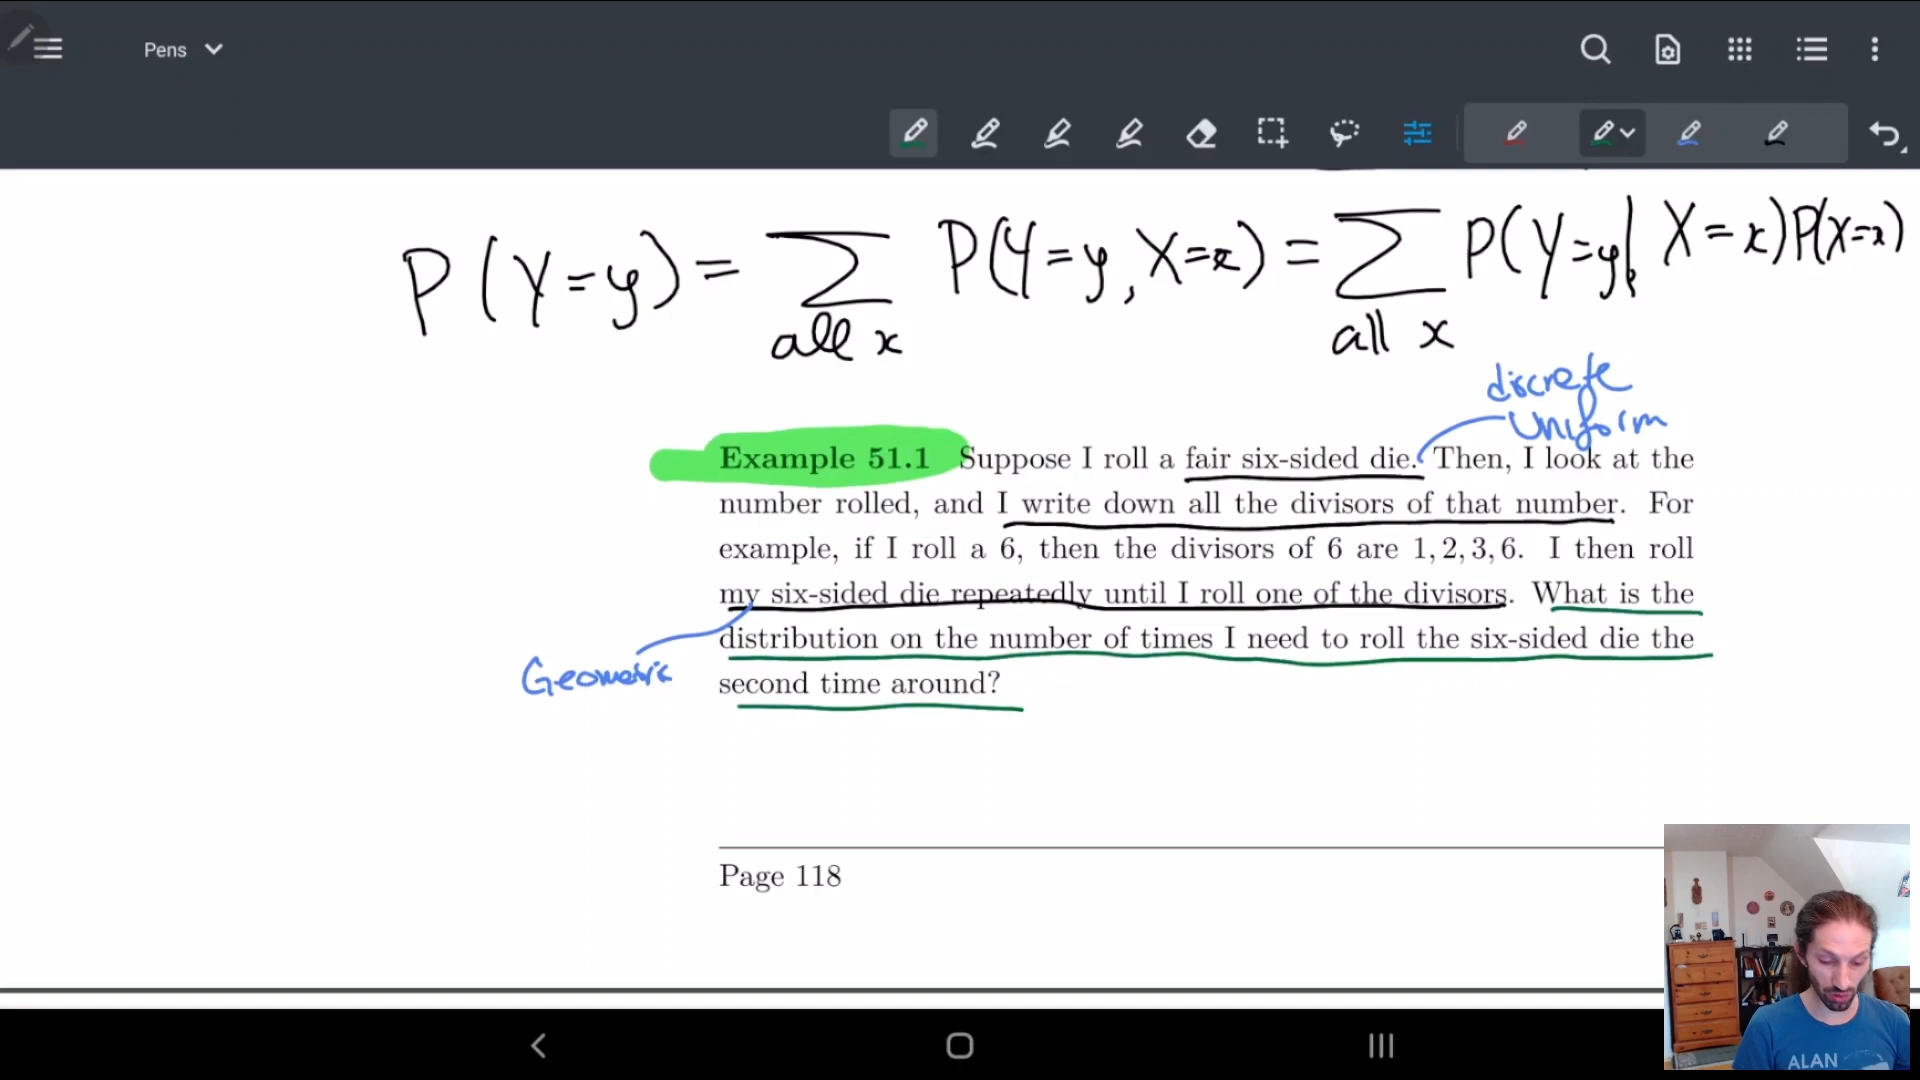 Pens
P(Y=y) = ∑ P(Y=y, X=x) = ∑ P(Y=y | X=x)P(X=x)
all x all x
discrete
Uniform
Example 51.1 Suppose I roll a fair six-sided die. Then, I look at the
number rolled, and I write down all the divisors of that number. For
example, if I roll a 6, then the divisors of 6 are 1, 2, 3, 6. I then roll
my six-sided die repeatedly until I roll one of the divisors. What is the
distribution on the number of times I need to roll the six-sided die the
Geometric
second time around?
Page 118
ALAN